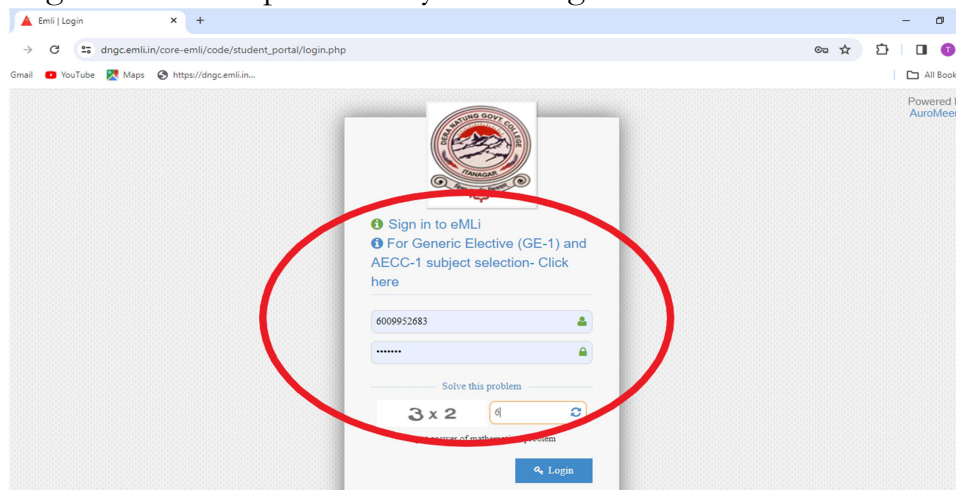 Emli | Login
dngc.emli.in/core-emli/code/student_portal/login.php
T
Gmail YouTube Maps https://dngc.emli.in... All Book
Powered
AuroMeer
DERA NATUNG GOVT. COLLEGE
ITANAGAR
Sign in to eMLi
For Generic Elective (GE-1) and
AECC-1 subject selection- Click
here
6009952683
•••••••
Solve this problem
3 x 2 6
answer of mathematical problem
Login